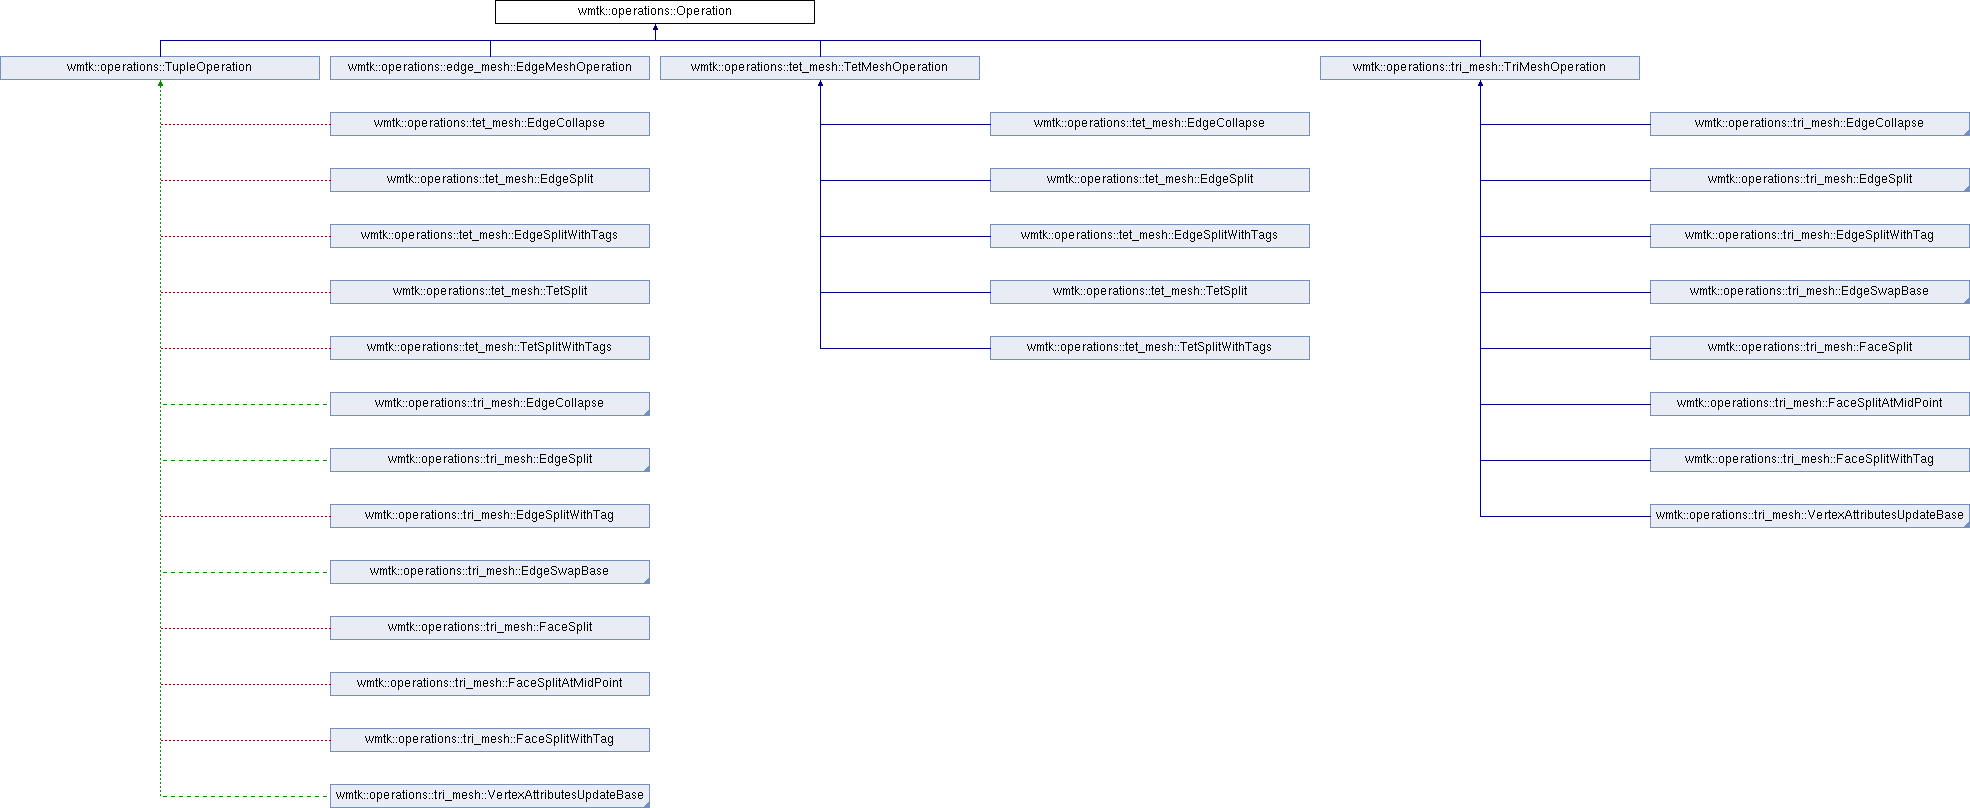 wmtk::operations::Operation
wmtk::operations::TupleOperation
wmtk::operations::edge_mesh::EdgeMeshOperation
wmtk::operations::tet_mesh::TetMeshOperation
wmtk::operations::tri_mesh::TriMeshOperation
wmtk::operations::tet_mesh::EdgeCollapse
wmtk::operations::tet_mesh::EdgeCollapse
wmtk::operations::tri_mesh::EdgeCollapse
wmtk::operations::tet_mesh::EdgeSplit
wmtk::operations::tet_mesh::EdgeSplit
wmtk::operations::tri_mesh::EdgeSplit
wmtk::operations::tet_mesh::EdgeSplitWithTags
wmtk::operations::tet_mesh::EdgeSplitWithTags
wmtk::operations::tri_mesh::EdgeSplitWithTag
wmtk::operations::tet_mesh::TetSplit
wmtk::operations::tet_mesh::TetSplit
wmtk::operations::tri_mesh::EdgeSwapBase
wmtk::operations::tet_mesh::TetSplitWithTags
wmtk::operations::tet_mesh::TetSplitWithTags
wmtk::operations::tri_mesh::FaceSplit
wmtk::operations::tri_mesh::EdgeCollapse
wmtk::operations::tri_mesh::FaceSplitAtMidPoint
wmtk::operations::tri_mesh::EdgeSplit
wmtk::operations::tri_mesh::FaceSplitWithTag
wmtk::operations::tri_mesh::EdgeSplitWithTag
wmtk::operations::tri_mesh::VertexAttributesUpdateBase
wmtk::operations::tri_mesh::EdgeSwapBase
wmtk::operations::tri_mesh::FaceSplit
wmtk::operations::tri_mesh::FaceSplitAtMidPoint
wmtk::operations::tri_mesh::FaceSplitWithTag
wmtk::operations::tri_mesh::VertexAttributesUpdateBase